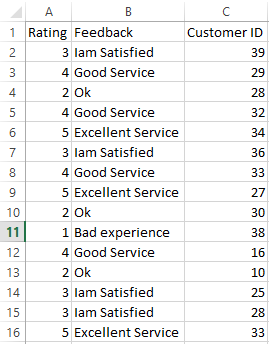 A B C
1 Rating Feedback Customer ID
2 3 Iam Satisfied 39
3 4 Good Service 29
4 2 Ok 28
5 4 Good Service 32
6 5 Excellent Service 34
7 3 Iam Satisfied 36
8 4 Good Service 33
9 5 Excellent Service 27
10 2 Ok 30
11 1 Bad experience 38
12 4 Good Service 16
13 2 Ok 10
14 3 Iam Satisfied 25
15 3 Iam Satisfied 28
16 5 Excellent Service 33